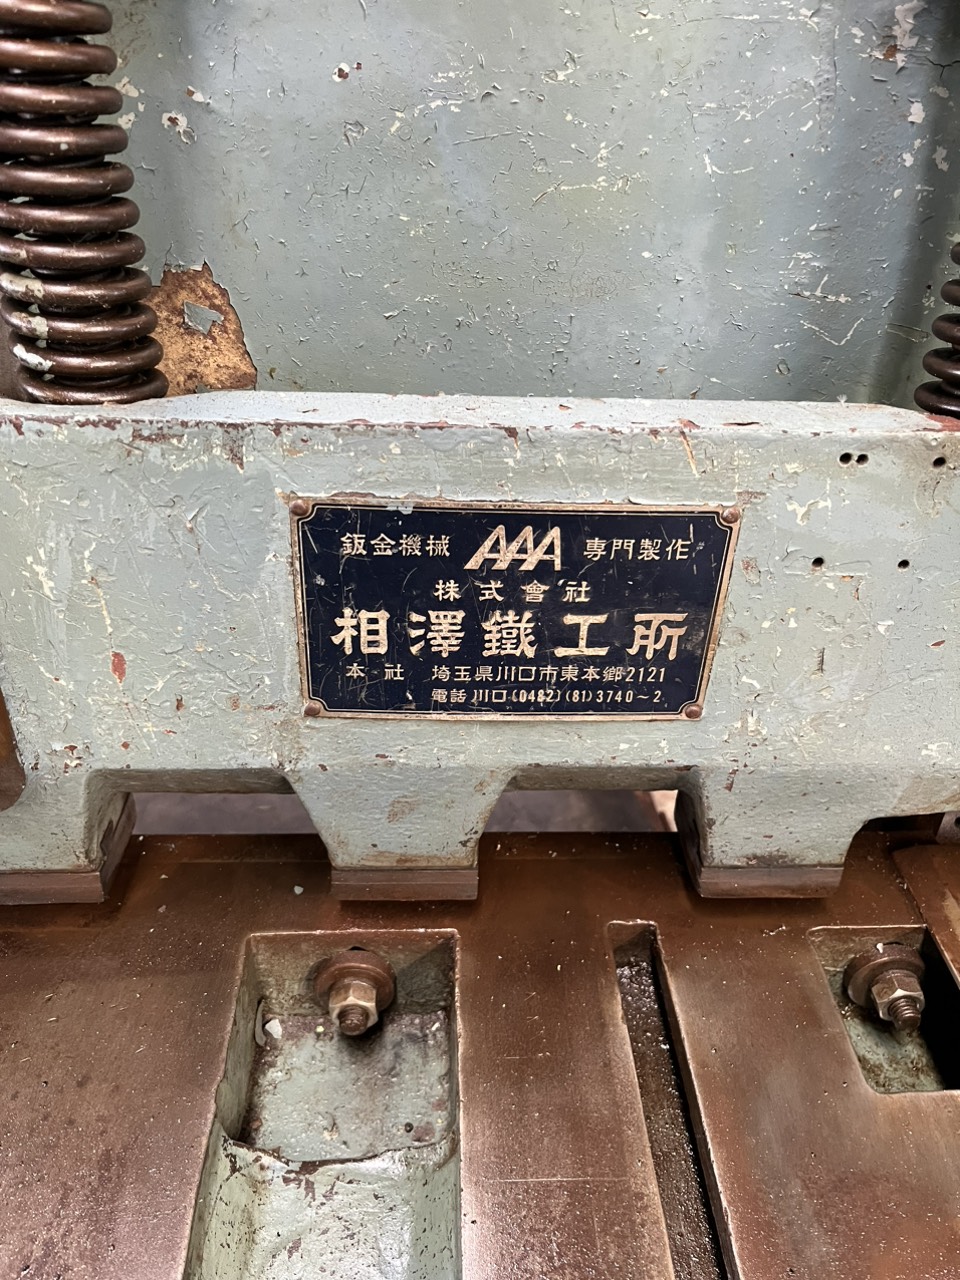 鈑金機械 AAA 専門製作
株式會社
相澤鐵工所
本社 埼玉県川口市東本郷2121
電話 川口(0482)(81)3740~2